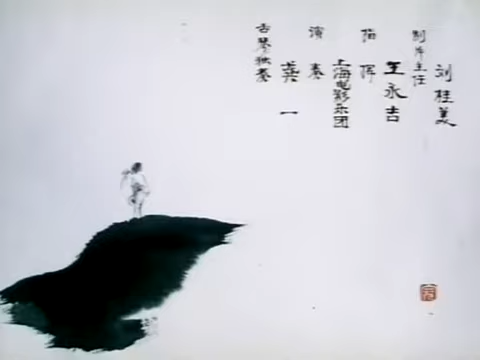 制片主任
刘桂美
指挥
王永吉
演奏
上海电影乐团
古琴独奏
龚一